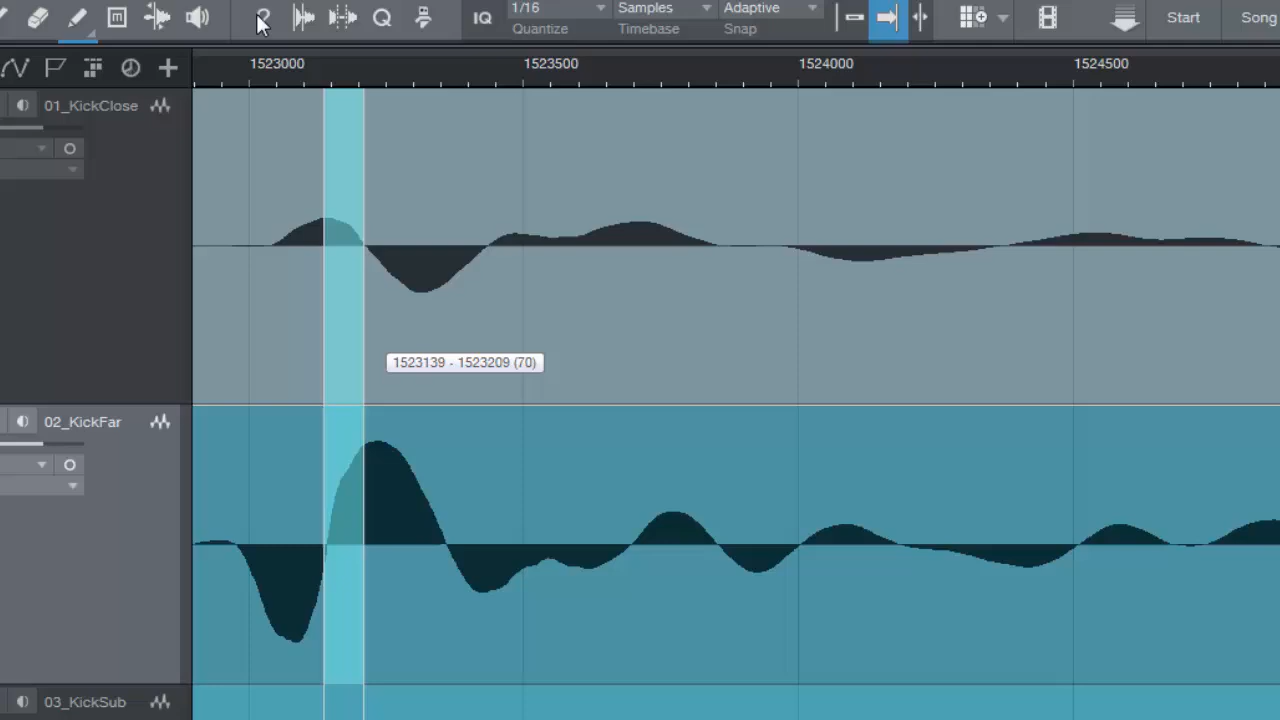 IQ 1/16 Samples Adaptive Start Song
Quantize Timebase Snap
1523000 1523500 1524000 1524500
01_KickClose
1523139 - 1523209 (70)
02_KickFar
03_KickSub